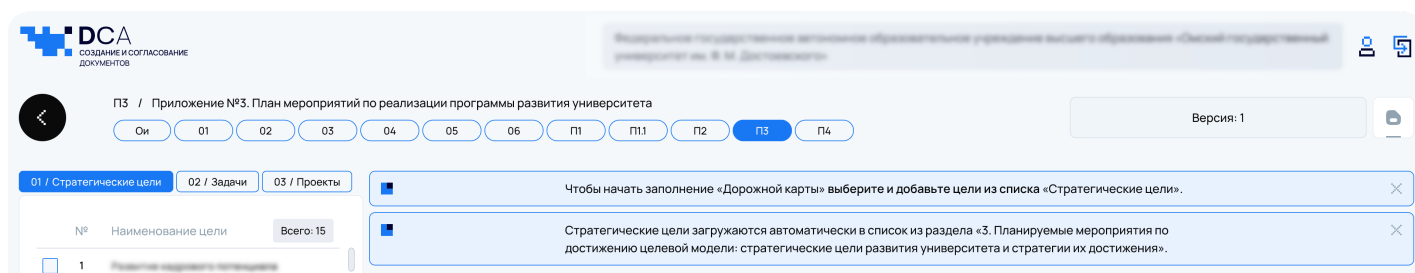 DCA
СОЗДАНИЕ И СОГЛАСОВАНИЕ
ДОКУМЕНТОВ
П3 / Приложение №3. План мероприятий по реализации программы развития университета
Ои 01 02 03 04 05 06 П1 П1.1 П2 П3 П4
Версия: 1
01 / Стратегические цели 02 / Задачи 03 / Проекты
Чтобы начать заполнение «Дорожной карты» выберите и добавьте цели из списка «Стратегические цели».
№ Наименование цели Всего: 15
Стратегические цели загружаются автоматически в список из раздела «3. Планируемые мероприятия по
достижению целевой модели: стратегические цели развития университета и стратегии их достижения».
1